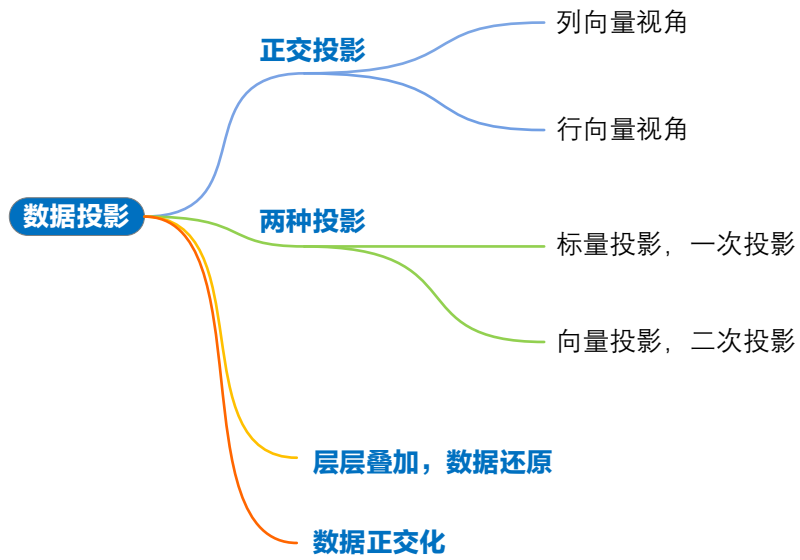 数据投影
正交投影
列向量视角
行向量视角
两种投影
标量投影，一次投影
向量投影，二次投影
层层叠加，数据还原
数据正交化